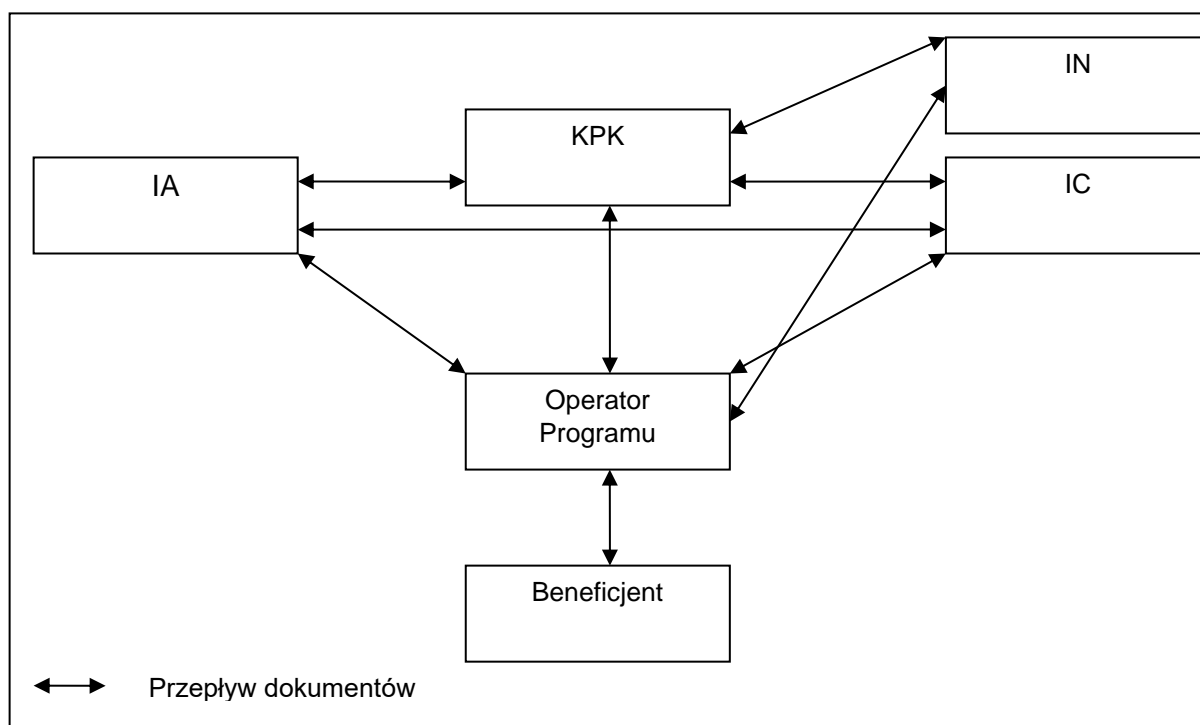 IN
KPK
IA
IC
Operator
Programu
Beneficjent
Przepływ dokumentów